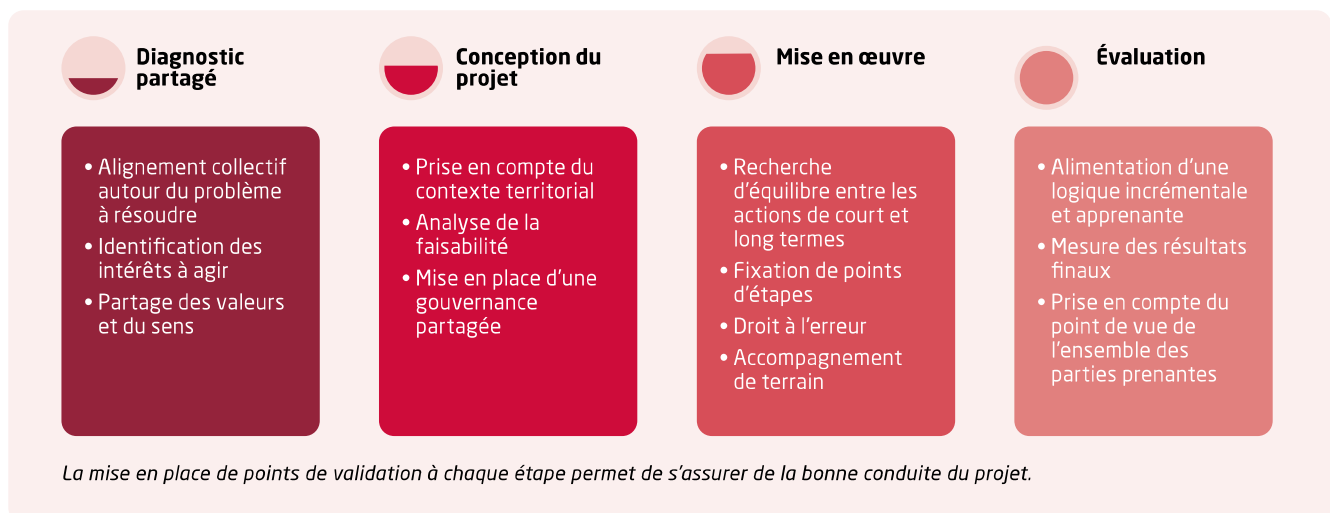 Diagnostic
partagé
• Alignement collectif
autour du problème
à résoudre
• Identification des
intérêts à agir
• Partage des valeurs
et du sens
Conception du
projet
• Prise en compte du
contexte territorial
• Analyse de la
faisabilité
• Mise en place d'une
gouvernance
partagée
Mise en œuvre
• Recherche
d'équilibre entre les
actions de court et
long termes
• Fixation de points
d'étapes
• Droit à l'erreur
• Accompagnement
de terrain
Évaluation
• Alimentation d'une
logique incrémentale
et apprenante
• Mesure des résultats
finaux
• Prise en compte du
point de vue de
l'ensemble des
parties prenantes
La mise en place de points de validation à chaque étape permet de s'assurer de la bonne conduite du projet.